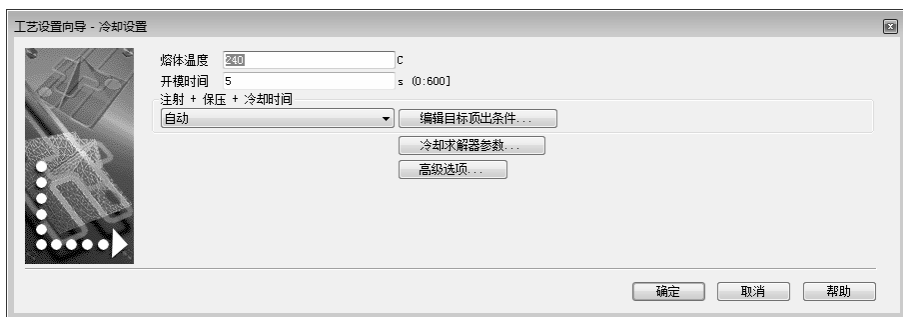 工艺设置向导 - 冷却设置
熔体温度 240 C
开模时间 5 s (0:600]
注射 + 保压 + 冷却时间
自动 编辑目标顶出条件...
冷却求解器参数...
高级选项...
确定 取消 帮助